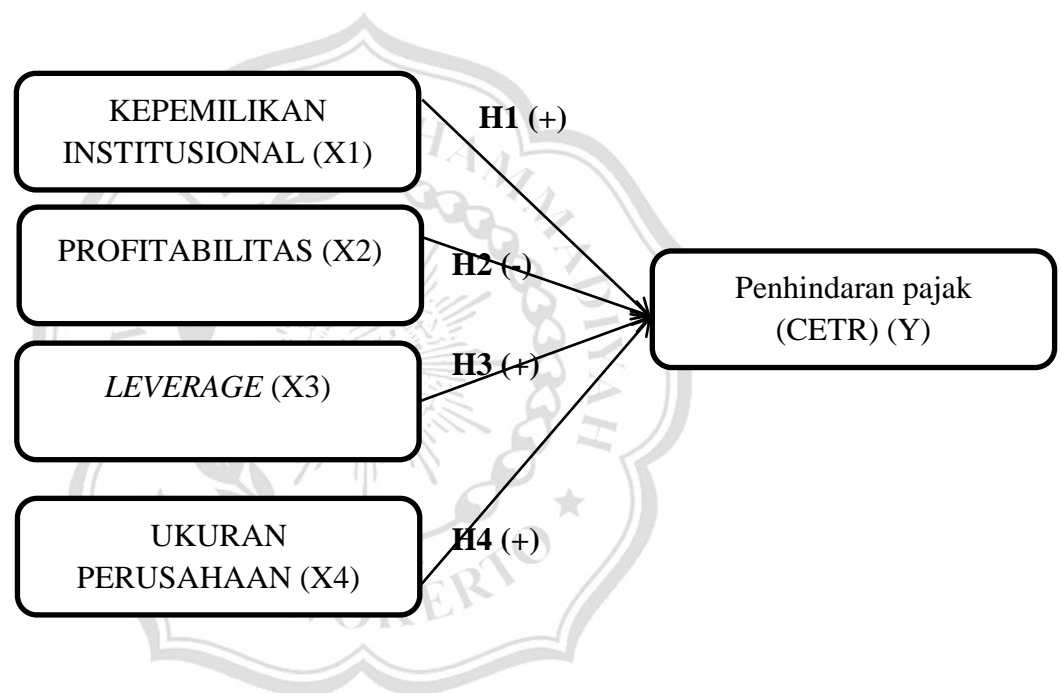 KEPEMILIKAN
INSTITUSIONAL (X1)
H1 (+)
PROFITABILITAS (X2)
H2 (-)
Penhindaran pajak
(CETR) (Y)
LEVERAGE (X3)
H3 (+)
UKURAN
PERUSAHAAN (X4)
H4 (+)